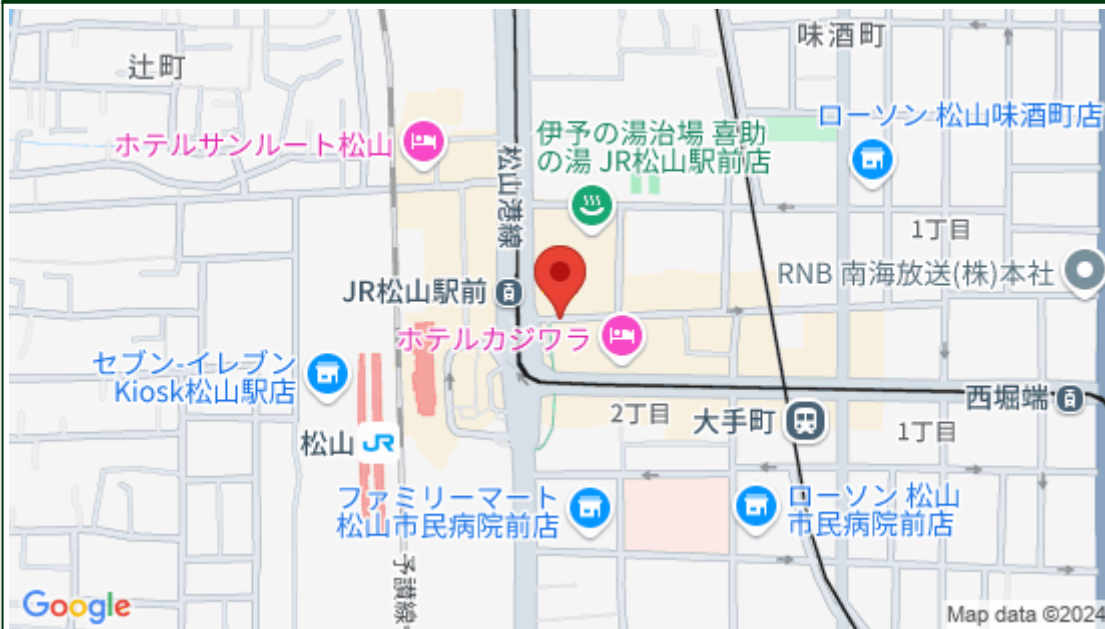 味酒町
辻町
ローソン 松山味酒町店
ホテルサンルート松山
伊予の湯治場 喜助
の湯 JR松山駅前店
松山港線
1丁目
RNB 南海放送(株)本社
JR松山駅前
ホテルカジワラ
セブン-イレブン
Kiosk松山駅店
西堀端
2丁目
大手町
1丁目
松山 JR
ファミリーマート
松山市民病院前店
ローソン 松山
市民病院前店
予讃線
Google
Map data ©2024